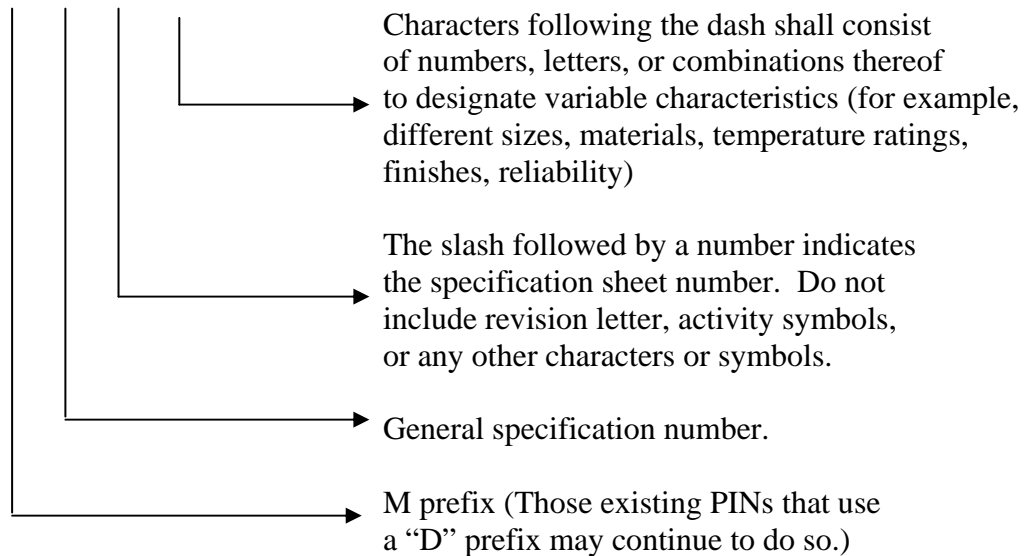 Characters following the dash shall consist
of numbers, letters, or combinations thereof
to designate variable characteristics (for example,
different sizes, materials, temperature ratings,
finishes, reliability)
The slash followed by a number indicates
the specification sheet number.  Do not
include revision letter, activity symbols,
or any other characters or symbols.
General specification number.
M prefix (Those existing PINs that use
a “D” prefix may continue to do so.)